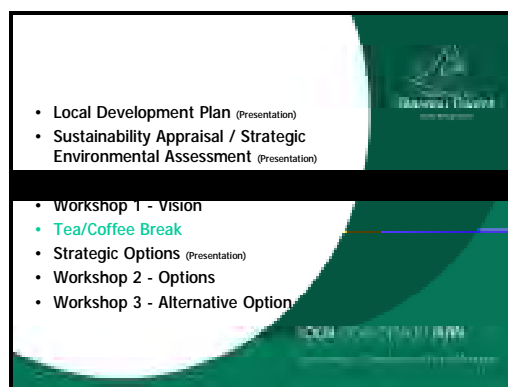 • Local Development Plan (Presentation)
• Sustainability Appraisal / Strategic
Environmental Assessment (Presentation)
• Workshop 1 - Vision
• Tea/Coffee Break
• Strategic Options (Presentation)
• Workshop 2 - Options
• Workshop 3 - Alternative Option